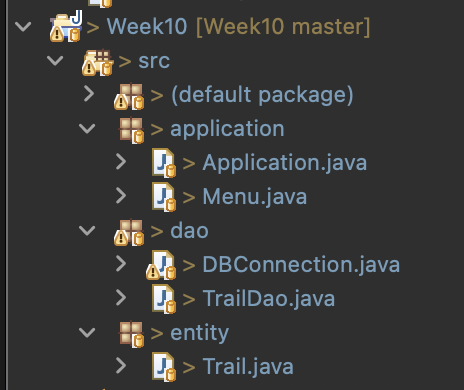 > Week10 [Week10 master]
> src
> (default package)
> application
> Application.java
> Menu.java
> dao
> DBConnection.java
> TrailDao.java
> entity
> Trail.java